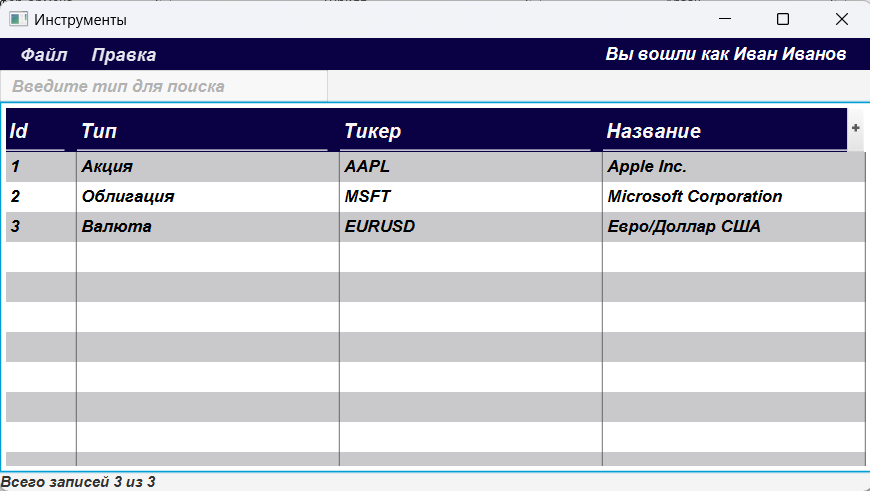 Инструменты
Файл Правка Вы вошли как Иван Иванов
Введите тип для поиска
Id Тип Тикер Название +
1 Акция AAPL Apple Inc.
2 Облигация MSFT Microsoft Corporation
3 Валюта EURUSD Евро/Доллар США
Всего записей 3 из 3